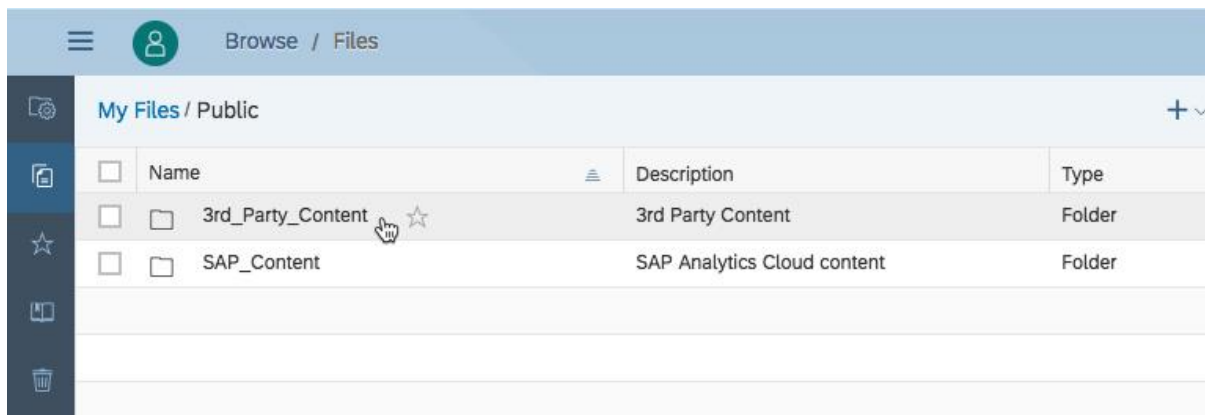 Browse / Files
My Files / Public
Name Description Type
3rd_Party_Content 3rd Party Content Folder
SAP_Content SAP Analytics Cloud content Folder